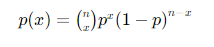 p(x) = \binom{n}{x} p^x (1 − p)^{n−x}